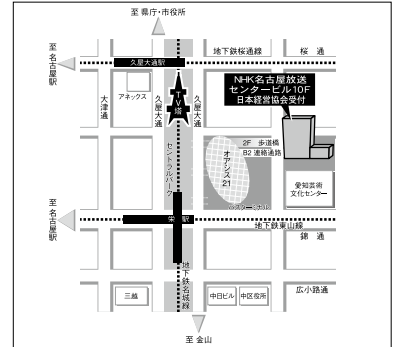 至 県庁・市役所
至 名古屋駅
久屋大通駅
地下鉄桜通線
桜 通
大津通
アネックス
久屋大通
TV塔
久屋大通
NHK名古屋放送
センタービル10F
日本経営協会受付
セントラルパーク
オアシス21
2F 歩道橋
B2 連絡通路
バスターミナル
愛知芸術
文化センター
至 名古屋駅
栄 駅
地下鉄東山線
錦 通
地下鉄名城線
三越
中日ビル
中区役所
広小路通
至 金山